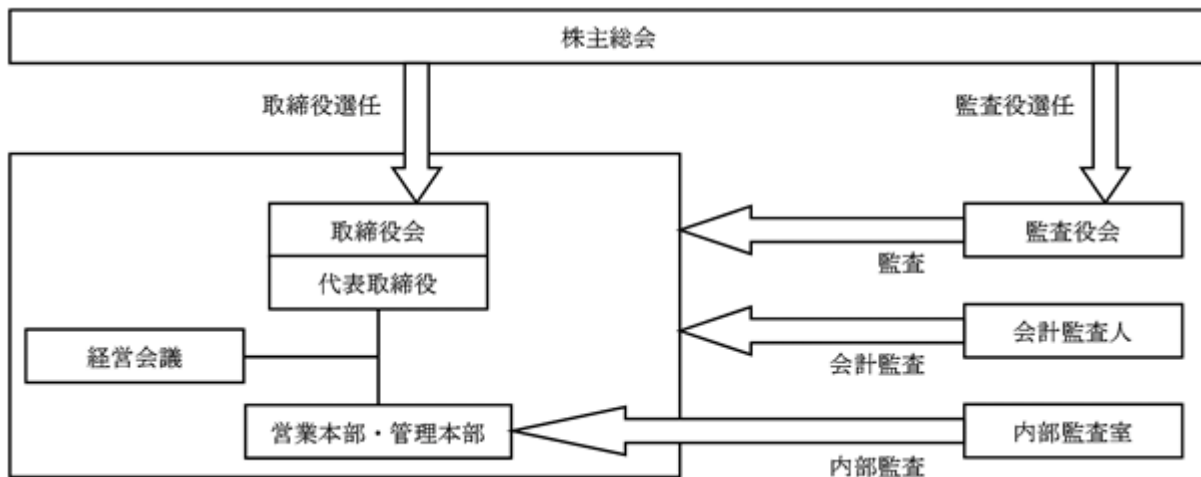 株主総会
取締役選任
監査役選任
取締役会
監査役会
監査
代表取締役
会計監査人
経営会議
会計監査
営業本部・管理本部
内部監査室
内部監査